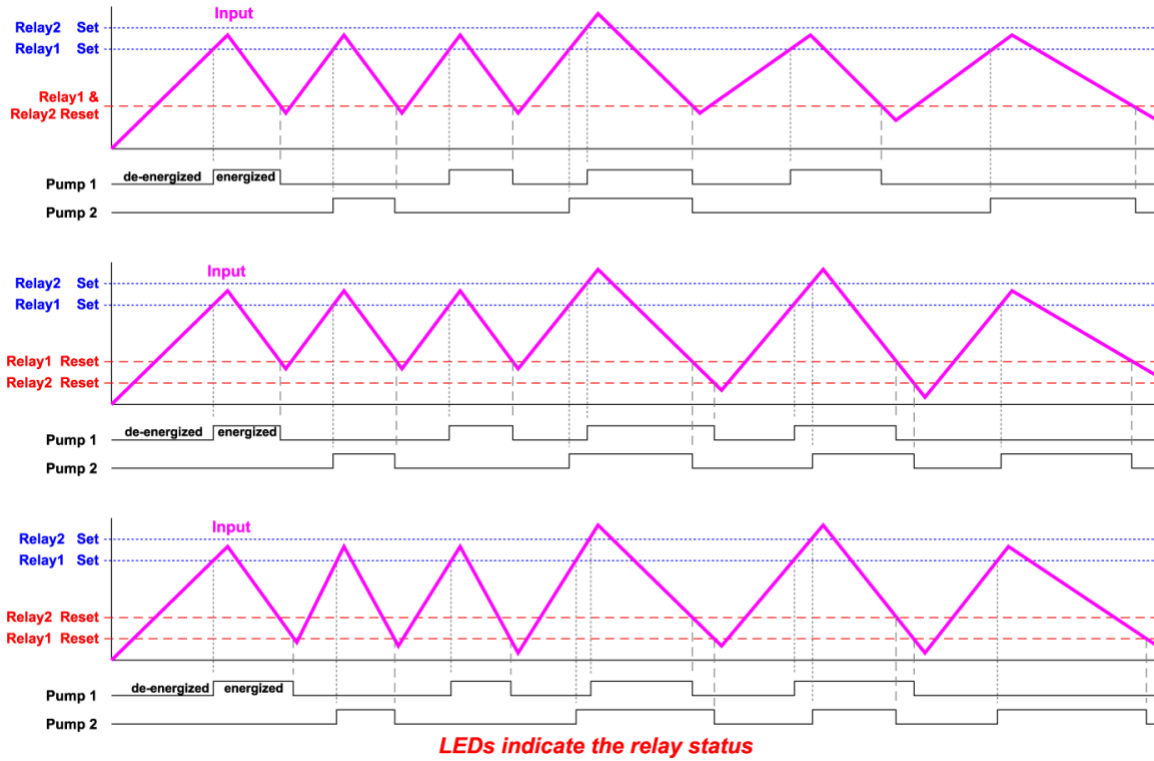 Input
Relay2 Set
Relay1 Set
Relay1 &
Relay2 Reset
Pump 1
de-energized
energized
Pump 2
Input
Relay2 Set
Relay1 Set
Relay1 Reset
Relay2 Reset
Pump 1
de-energized
energized
Pump 2
Input
Relay2 Set
Relay1 Set
Relay2 Reset
Relay1 Reset
Pump 1
de-energized
energized
Pump 2
LEDs indicate the relay status